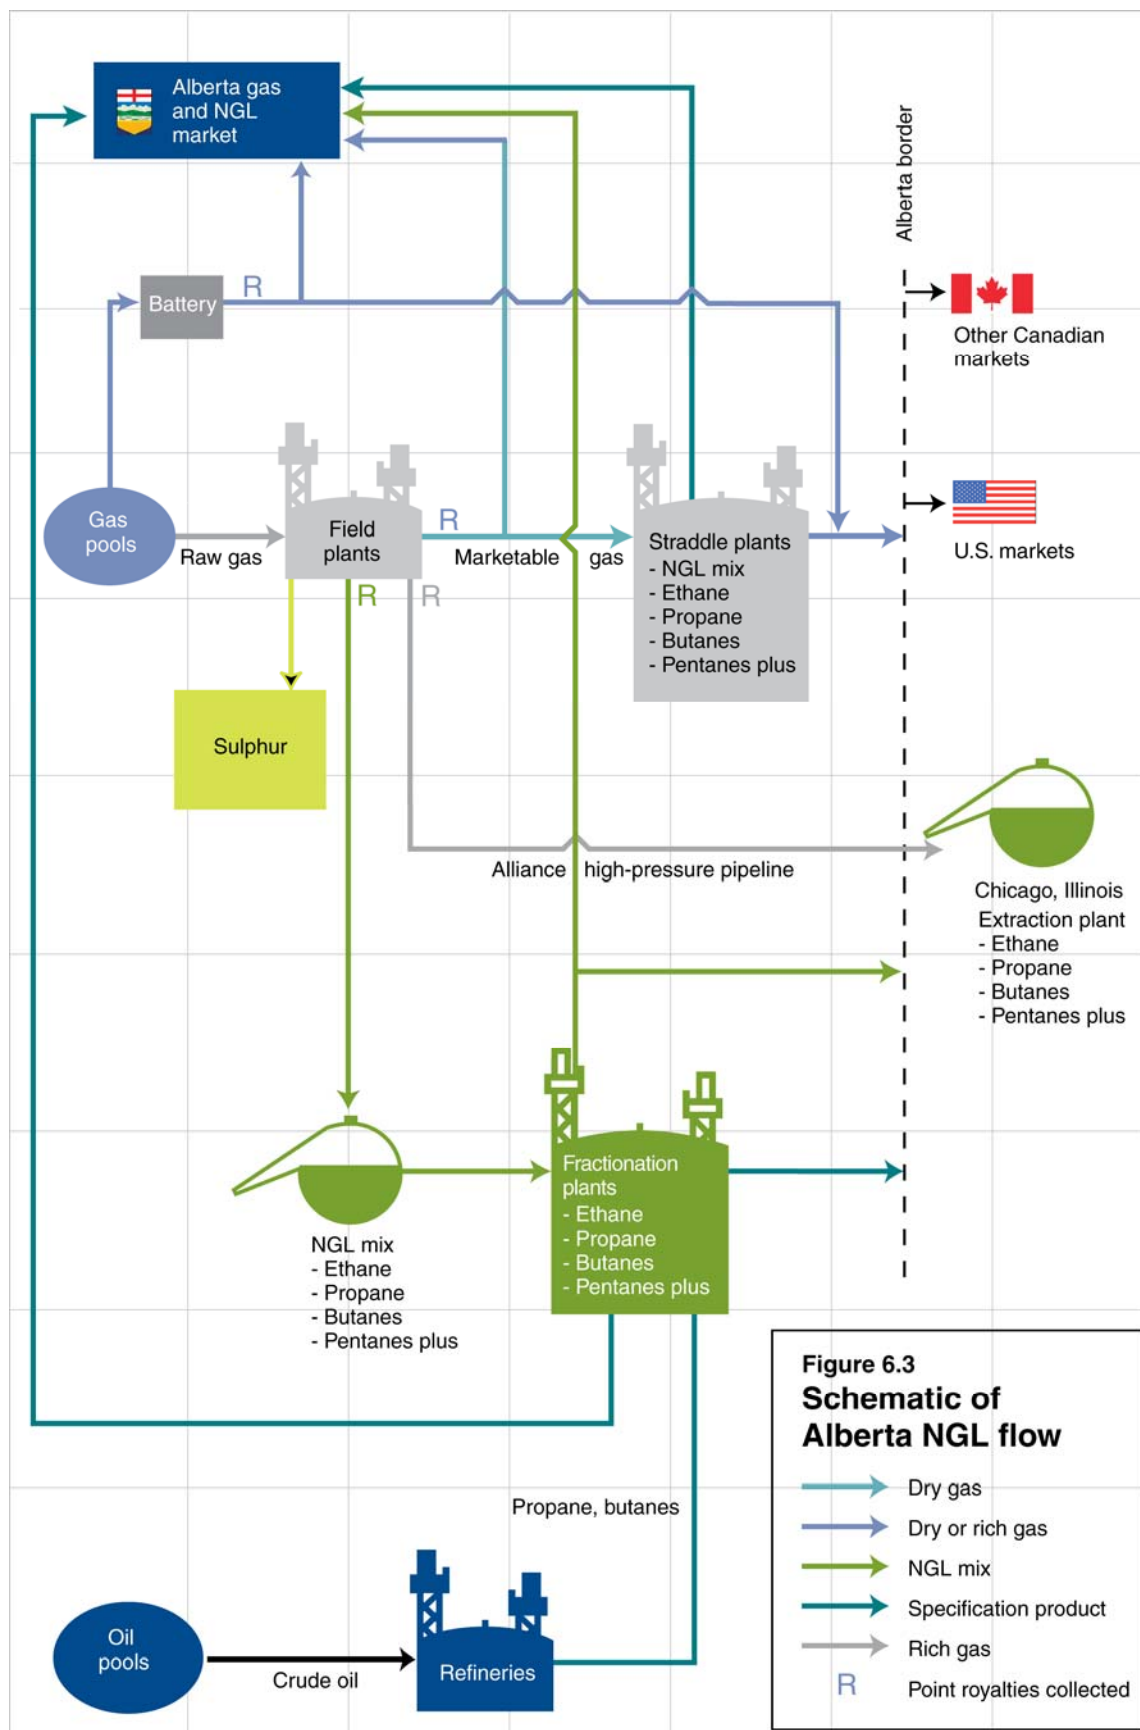 Alberta gas
and NGL
market
Alberta border
Battery
R
Other Canadian
markets
Gas
pools
Raw gas
Field
plants
R
Marketable gas
Straddle plants
- NGL mix
- Ethane
- Propane
- Butanes
- Pentanes plus
U.S. markets
R
R
Sulphur
Alliance high-pressure pipeline
Chicago, Illinois
Extraction plant
- Ethane
- Propane
- Butanes
- Pentanes plus
NGL mix
- Ethane
- Propane
- Butanes
- Pentanes plus
Fractionation
plants
- Ethane
- Propane
- Butanes
- Pentanes plus
Propane, butanes
Oil
pools
Crude oil
Refineries
Figure 6.3
Schematic of
Alberta NGL flow
Dry gas
Dry or rich gas
NGL mix
Specification product
Rich gas
R Point royalties collected